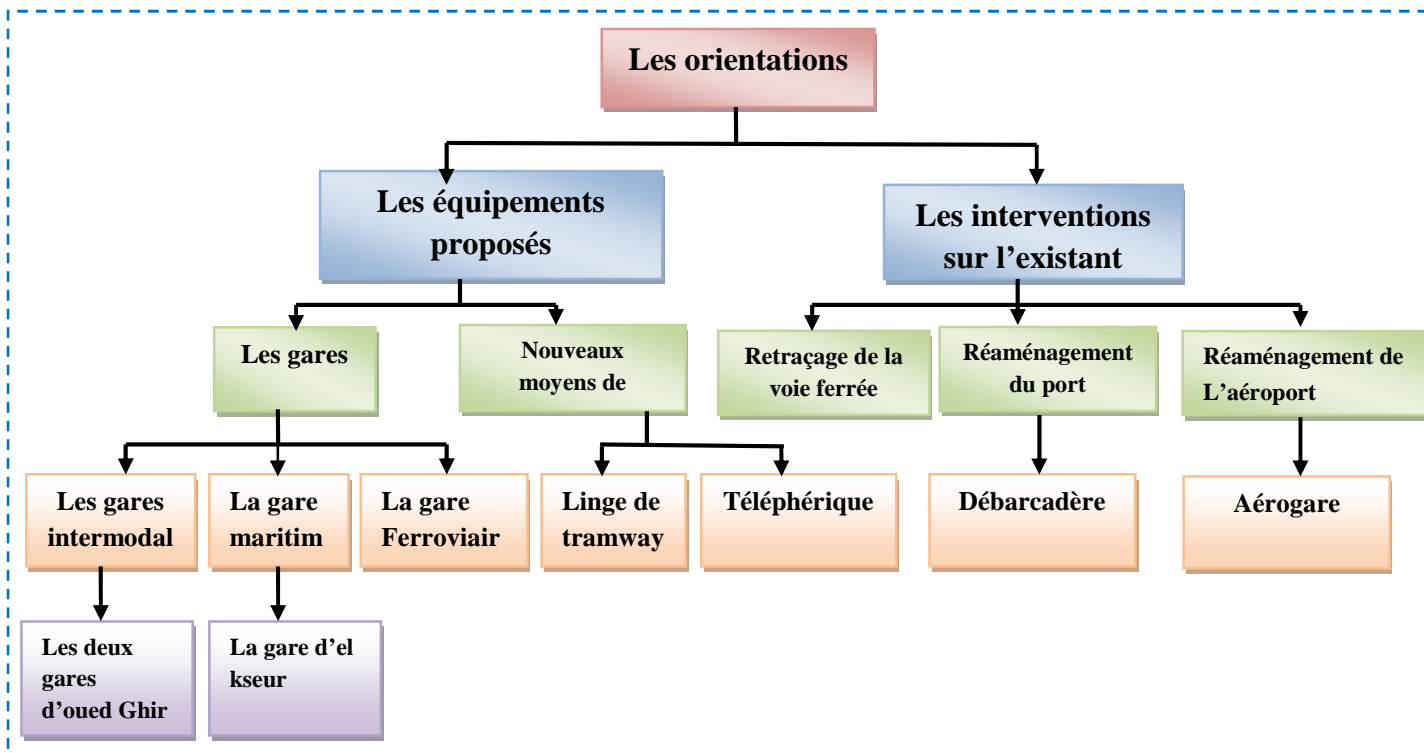 Les orientations
Les équipements
proposés
Les interventions
sur l’existant
Les gares
Nouveaux
moyens de
Retraçage de la
voie ferrée
Réaménagement
du port
Réaménagement de
L’aéroport
Les gares
intermodal
La gare
maritim
La gare
Ferroviair
Linge de
tramway
Téléphérique
Débarcadère
Aérogare
Les deux
gares
d’oued Ghir
La gare d’el
kseur